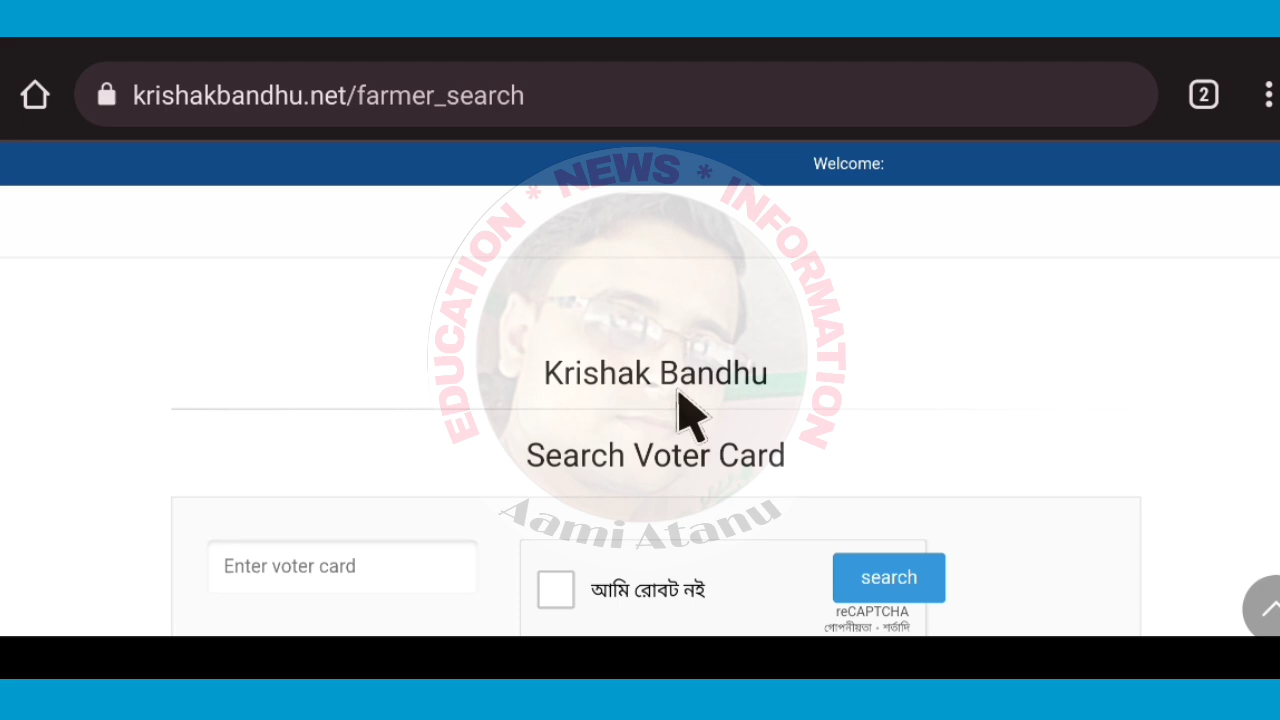 krishakbandhu.net/farmer_search
2
Welcome:
EDUCATION * NEWS * INFORMATION
Krishak Bandhu
Search Voter Card
Aami Atanu
Enter voter card
আমি রোবট নই
search
reCAPTCHA
গোপনীয়তা - শর্তাদি